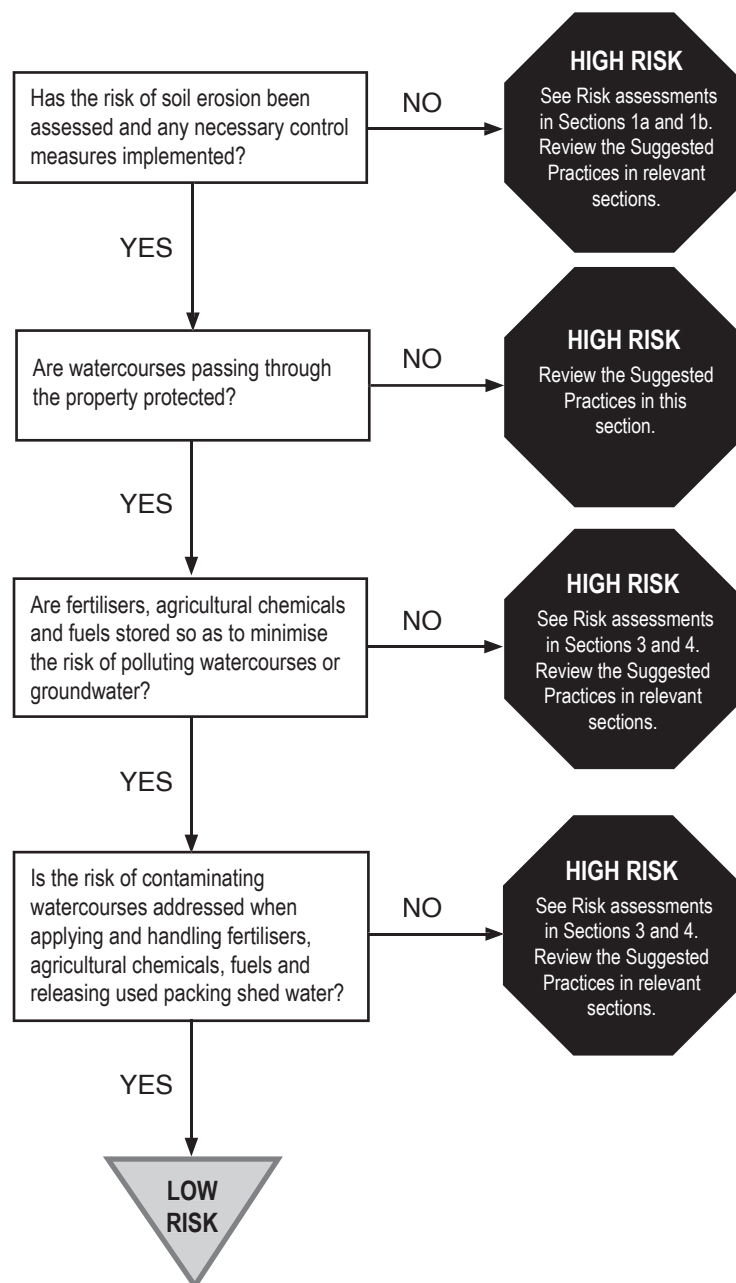 Has the risk of soil erosion been
assessed and any necessary control
measures implemented?
NO
HIGH RISK
See Risk assessments
in Sections 1a and 1b.
Review the Suggested
Practices in relevant
sections.
YES
Are watercourses passing through
the property protected?
NO
HIGH RISK
Review the Suggested
Practices in this
section.
YES
Are fertilisers, agricultural chemicals
and fuels stored so as to minimise
the risk of polluting watercourses or
groundwater?
NO
HIGH RISK
See Risk assessments
in Sections 3 and 4.
Review the Suggested
Practices in relevant
sections.
YES
Is the risk of contaminating
watercourses addressed when
applying and handling fertilisers,
agricultural chemicals, fuels and
releasing used packing shed water?
NO
HIGH RISK
See Risk assessments
in Sections 3 and 4.
Review the Suggested
Practices in relevant
sections.
YES
LOW
RISK